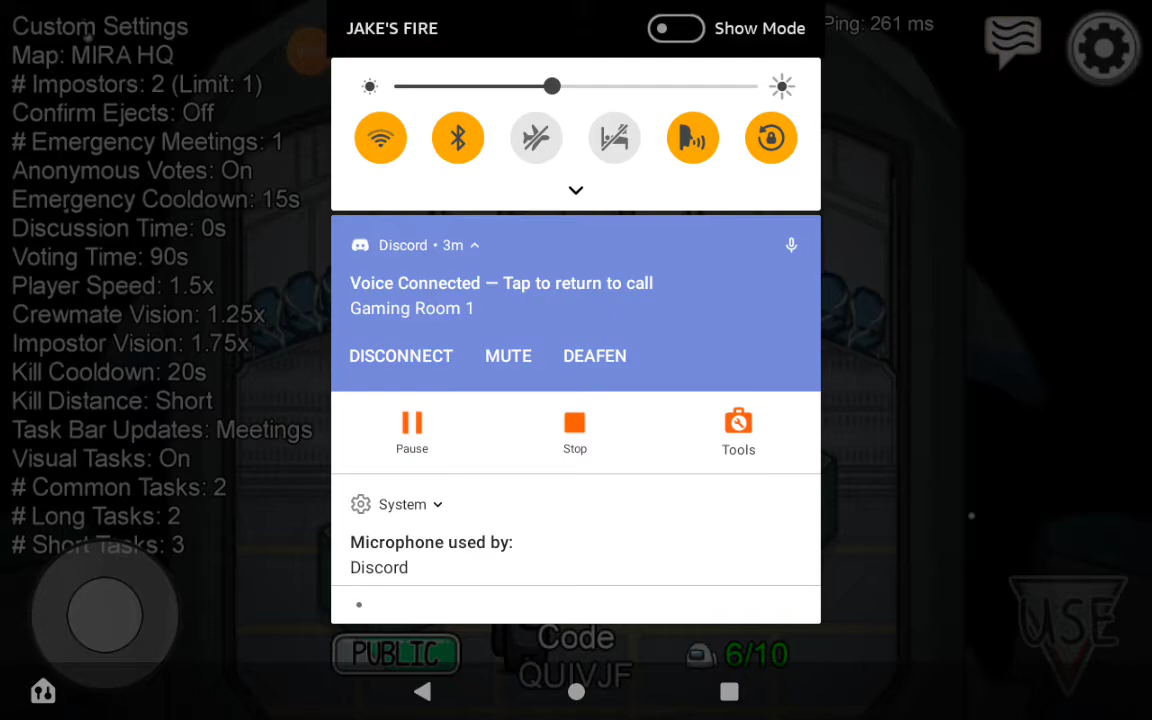 Custom Settings
Map: MIRA HQ
# Impostors: 2 (Limit: 1)
Confirm Ejects: Off
# Emergency Meetings: 1
Anonymous Votes: On
Emergency Cooldown: 15s
Discussion Time: 0s
Voting Time: 90s
Player Speed: 1.5x
Crewmate Vision: 1.25x
Impostor Vision: 1.75x
Kill Cooldown: 20s
Kill Distance: Short
Task Bar Updates: Meetings
Visual Tasks: On
# Common Tasks: 2
# Long Tasks: 2
# Short Tasks: 3
JAKE'S FIRE
Show Mode
Ping: 261 ms
Discord • 3m
Voice Connected — Tap to return to call
Gaming Room 1
DISCONNECT MUTE DEAFEN
Pause Stop Tools
System
Microphone used by:
Discord
PUBLIC
Code
QUIVJF
6/10
USE